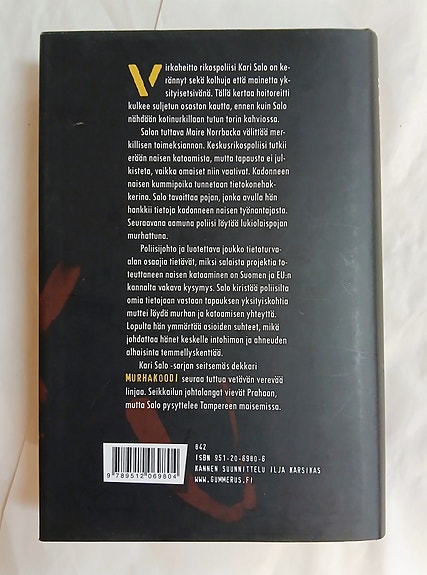 Virkaheitto rikospoliisi Kari Salo on ke-
rännyt sekä kolhuja että mainetta yk-
sityisetsivänä. Tällä kertaa hoitoreitti
kulkee suljetun osaston kautta, ennen kuin Salo
nähdään kotinurkillaan tutun torin kahviossa.
Salon tuttava Maire Norrbacka välittää mer-
killisen toimeksiannon. Keskusrikospoliisi tutkii
erään naisen katoamista, mutta tapausta ei jul-
kisteta, vaikka omaiset niin vaativat. Kadonneen
naisen kummipoika tunnetaan tietokonehak-
kerina. Salo tavoittaa pojan, jonka avulla hän
hankkii tietoja kadonneen naisen työnantajasta.
Seuraavana aamuna poliisi löytää lukiolaispojan
murhattuna.
Poliisijohto ja luotettava joukko tietoturva-
alan osaajia tietävät, miksi salaista projektia to-
teuttaneen naisen katoaminen on Suomen ja EU:n
kannalta vakava kysymys. Salo kiristää poliisilta
omia tietojaan vastaan tapauksen yksityiskohtia
muttei löydä murhan ja katoamisen yhteyttä.
Lopulta hän ymmärtää asioiden suhteet, mikä
johdattaa hänet keskelle intohimon ja ahneuden
alhaisinta temmellyskenttää.
Kari Salo -sarjan seitsemäs dekkari
MURHAKOODI seuraa tuttua vetävän verevää
linjaa. Seikkailun johtolangat vievät Prahaan,
mutta Salo pysyttelee Tampereen maisemissa.
842
ISBN 951-20-6980-6
KANNEN SUUNNITTELU ILJA KARSIKAS
WWW.GUMMERUS.FI
9 789512 069804